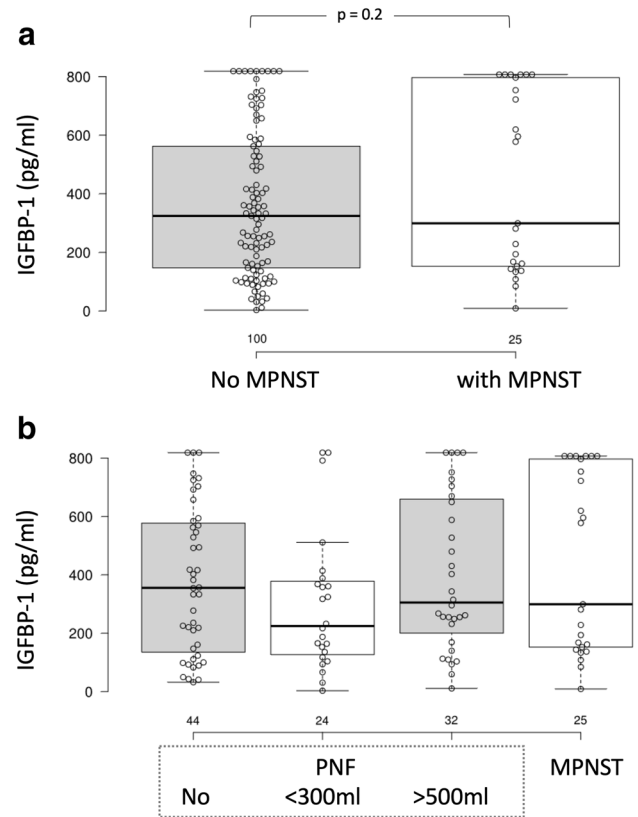 a
p = 0.2
IGFBP-1 (pg/ml)
800
600
400
200
0
100 25
No MPNST with MPNST
b
IGFBP-1 (pg/ml)
800
600
400
200
0
44 24 32 25
PNF MPNST
No <300ml >500ml